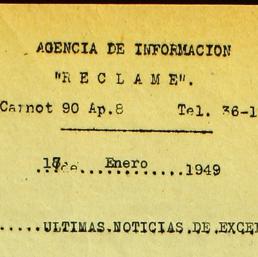 AGENCIA DE INFORMACION
"R E C L A M E".
Carnot 90 Ap.8 Tel. 36-1
Enero ............1949
.....ULTIMAS.NOTICIAS.DE.EXCE